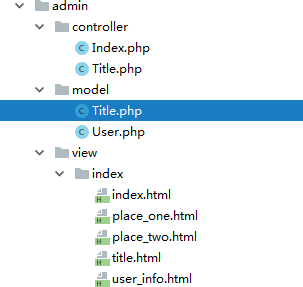 admin
controller
Index.php
Title.php
model
Title.php
User.php
view
index
index.html
place_one.html
place_two.html
title.html
user_info.html